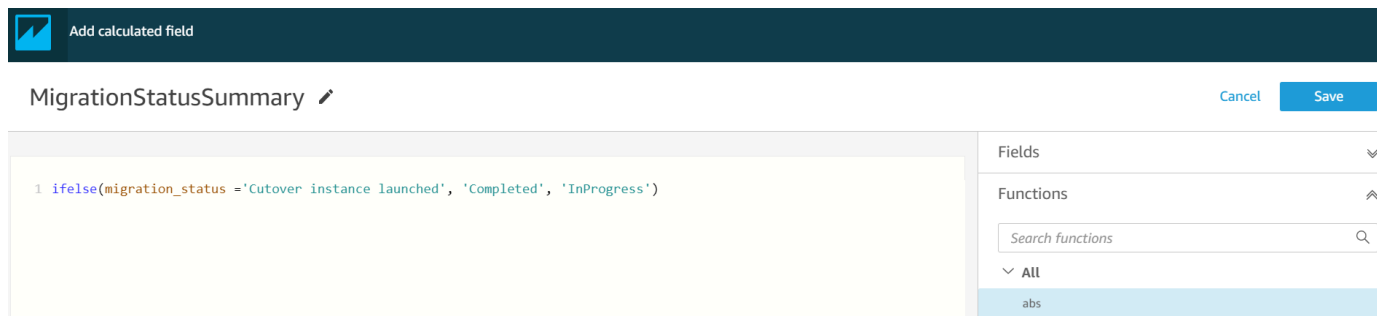 Add calculated field
MigrationStatusSummary
Cancel
Save
1 ifelse(migration_status ='Cutover instance launched', 'Completed', 'InProgress')
Fields
Functions
Search functions
All
abs